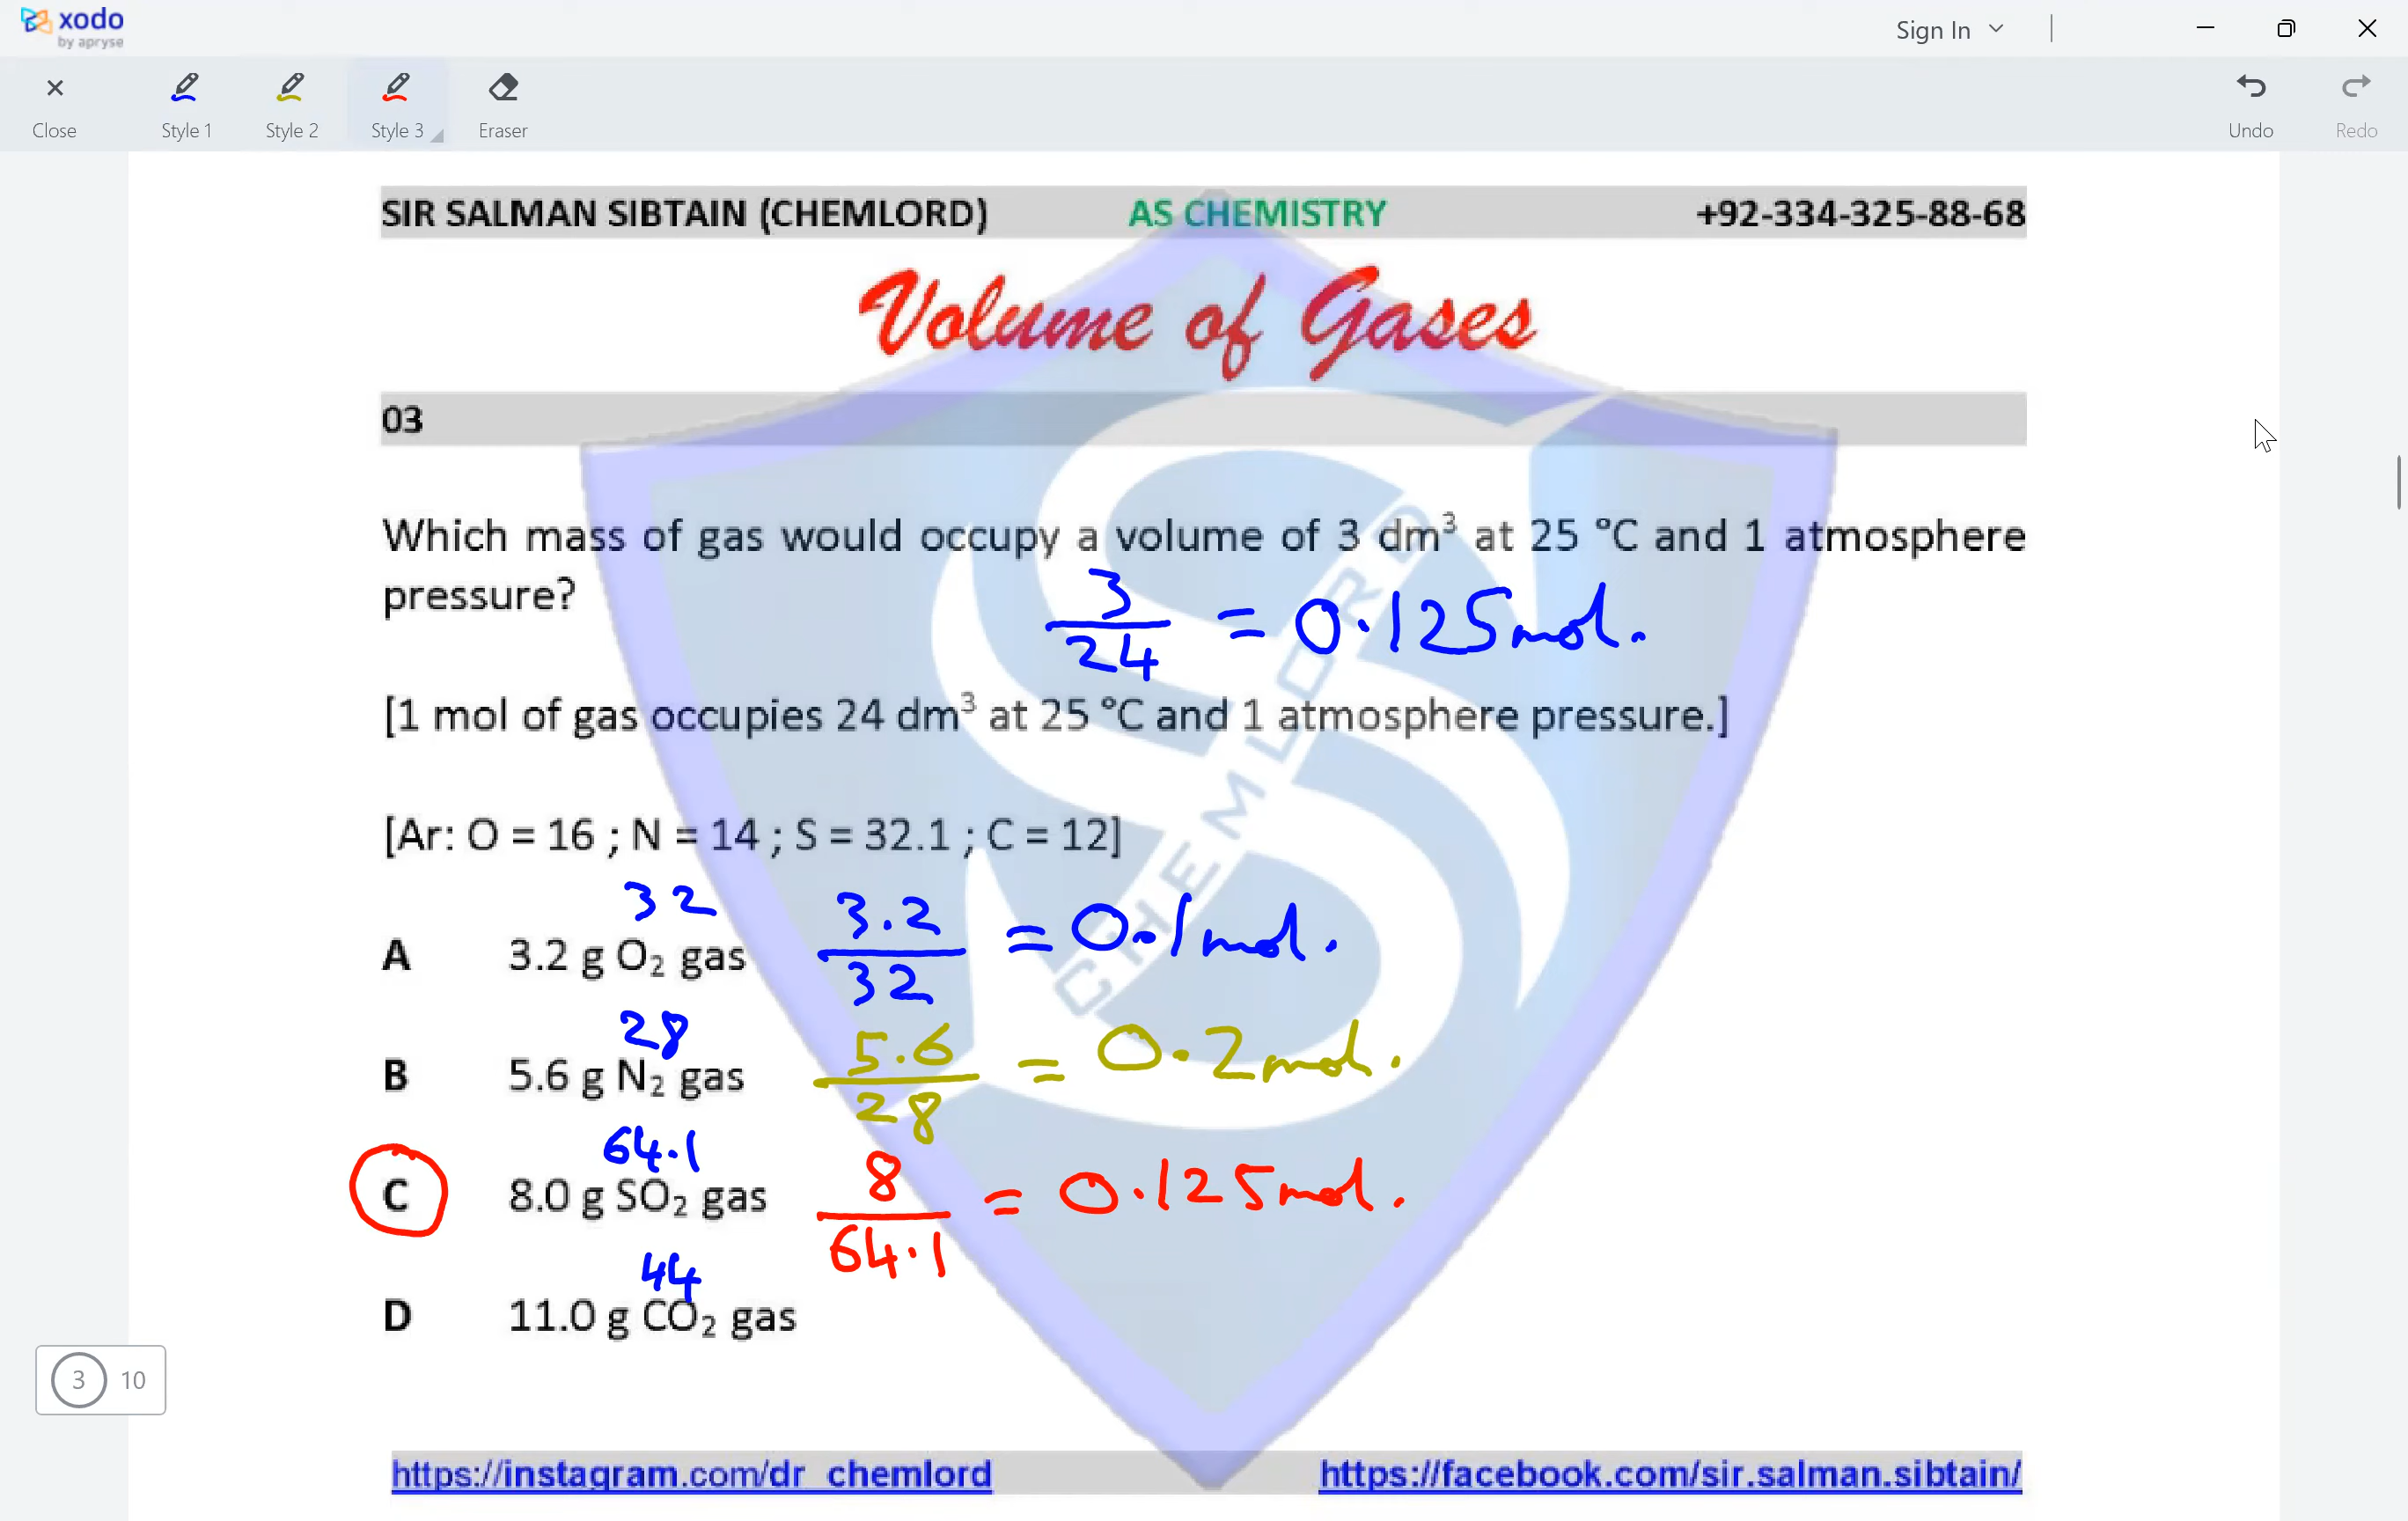 xodo
by apryse
Sign In
Close
Style 1
Style 2
Style 3
Eraser
Undo
Redo
SIR SALMAN SIBTAIN (CHEMLORD) AS CHEMISTRY +92-334-325-88-68
Volume of Gases
03
Which mass of gas would occupy a volume of 3 dm³ at 25 °C and 1 atmosphere
pressure?
3/24 = 0.125mol.
[1 mol of gas occupies 24 dm³ at 25 °C and 1 atmosphere pressure.]
[Ar: O = 16 ; N = 14 ; S = 32.1 ; C = 12]
32
A 3.2 g O₂ gas 3.2/32 = 0.1mol.
28
B 5.6 g N₂ gas 5.6/28 = 0.2mol.
64.1
C 8.0 g SO₂ gas 8/64.1 = 0.125mol.
44
D 11.0 g CO₂ gas
CHEMLORD
3 10
https://instagram.com/dr_chemlord https://facebook.com/sir.salman.sibtain/